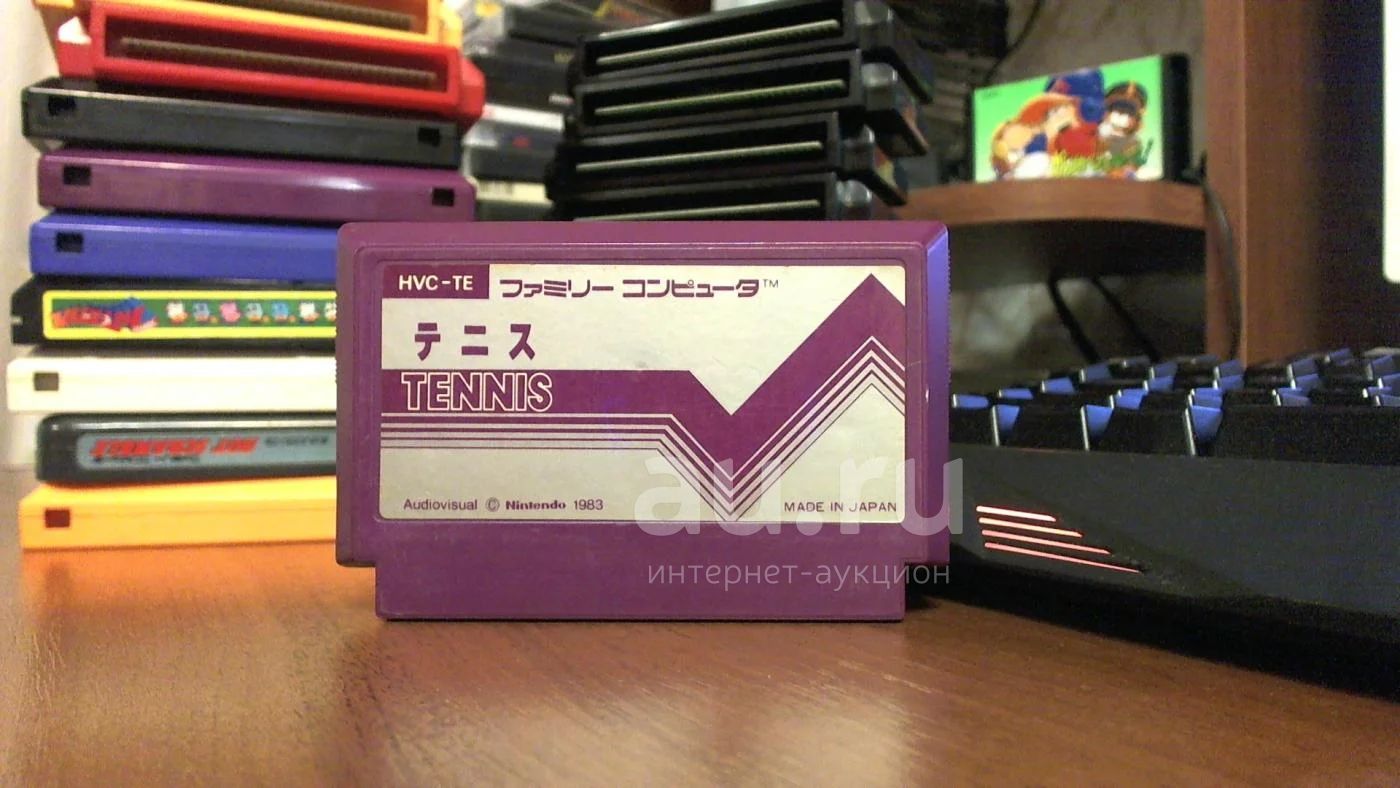 HVC-TE ファミリー コンピュータ™
テニス
TENNIS
Audiovisual © Nintendo 1983 MADE IN JAPAN
au.ru
интернет-аукцион